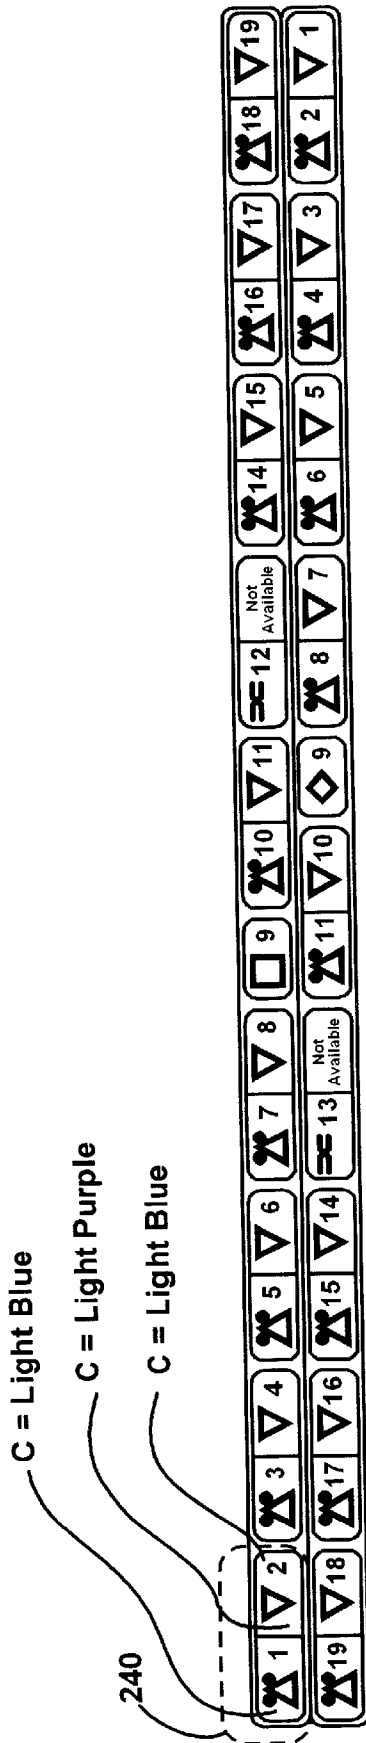 C = Light Blue
C = Light Purple
240
C = Light Blue
1 2 3 4 5 6 7 8 9 10 11 12 Not Available 14 15 16 17 18 19
19 18 17 16 15 14 13 Not Available 11 10 9 8 7 6 5 4 3 2 1